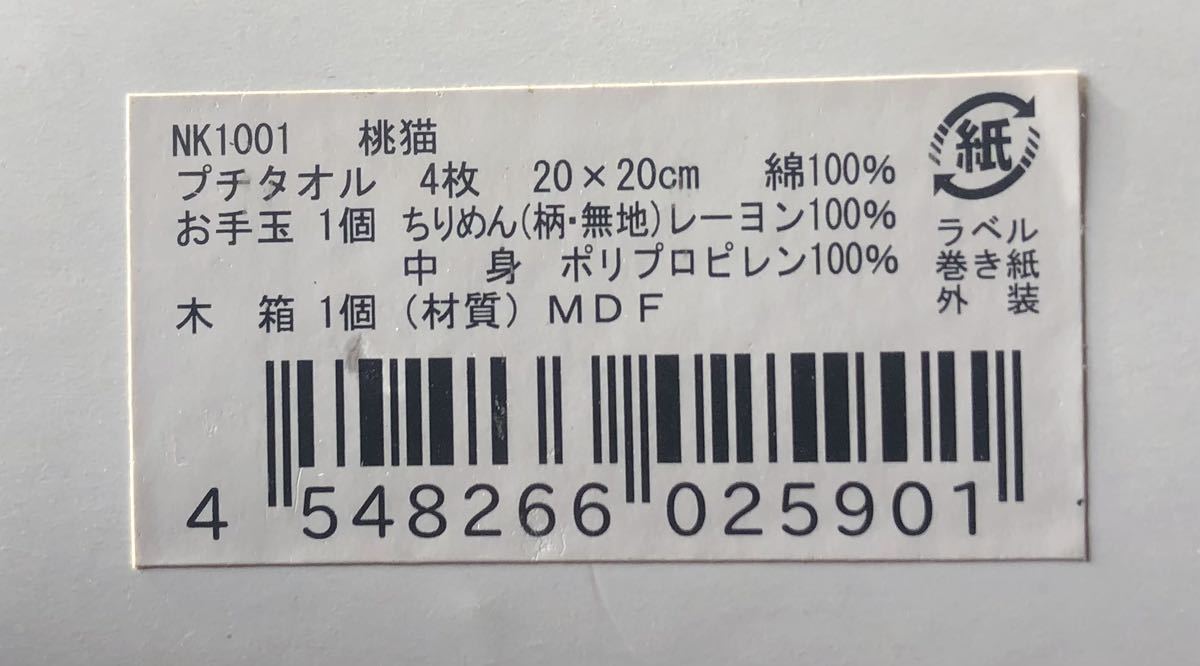 NK1001 桃猫
プチタオル 4枚 20×20cm 綿100%
お手玉 1個 ちりめん(柄・無地)レーヨン100%
中身 ポリプロピレン100%
木箱 1個(材質)MDF
紙
ラベル
巻き紙
外装
4 548266 025901